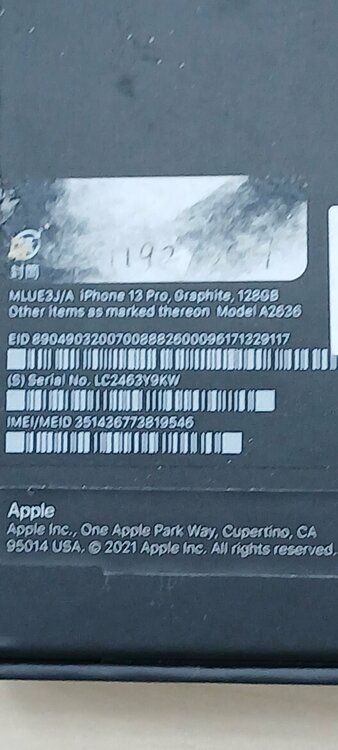 封筒
MLUE3J/A iPhone 13 Pro, Graphite, 128GB
Other items as marked thereon Model A2636
EID 89049032007008882600096171329117
(S) Serial No. LC2463Y9KW
IMEI/MEID 351436773819546
Apple
Apple Inc., One Apple Park Way, Cupertino, CA
95014 USA. © 2021 Apple Inc. All rights reserved.